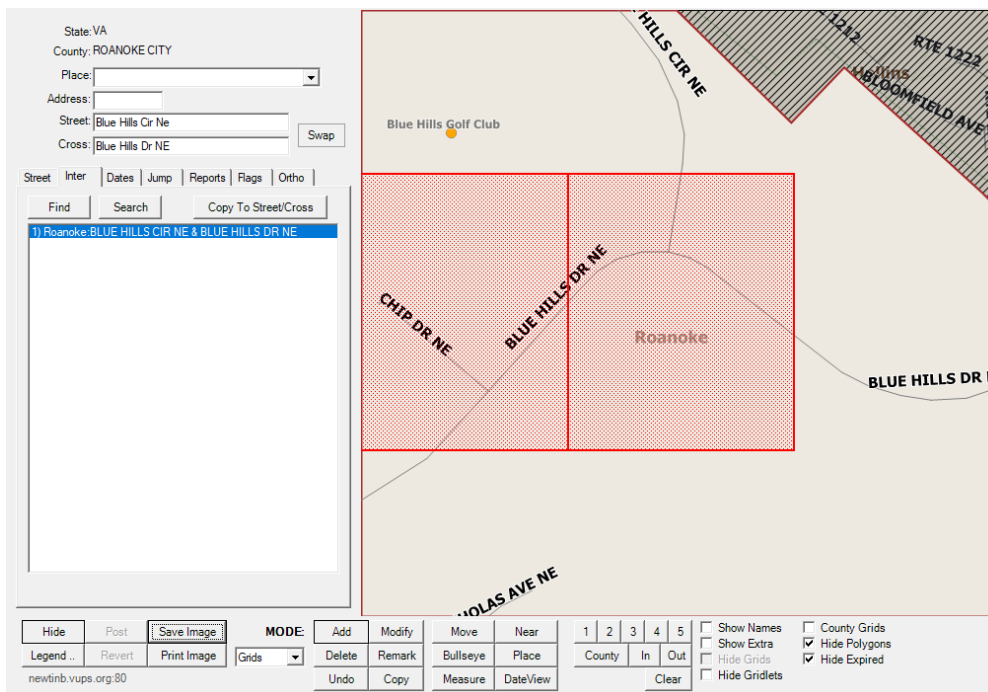 State: VA
County: ROANOKE CITY
Place:
Address:
Street: Blue Hills Cir Ne
Cross: Blue Hills Dr NE
Swap
Street Inter Dates Jump Reports Flags Ortho
Find Search Copy To Street/Cross
1) Roanoke:BLUE HILLS CIR NE & BLUE HILLS DR NE
HILLS CIR NE
1212
RTE 1222
Hollins
BLOOMFIELD AVE
Blue Hills Golf Club
BLUE HILLS DR NE
CHIP DR NE
Roanoke
BLUE HILLS DR
HOLAS AVE NE
Hide Post Save Image MODE: Add Modify Move Near 1 2 3 4 5 Show Names County Grids
Show Extra Hide Polygons
Legend .. Revert Print Image Grids Delete Remark Bullseye Place County In Out Hide Grids Hide Expired
newtinb.vups.org:80 Undo Copy Measure DateView Clear Hide Gridlets